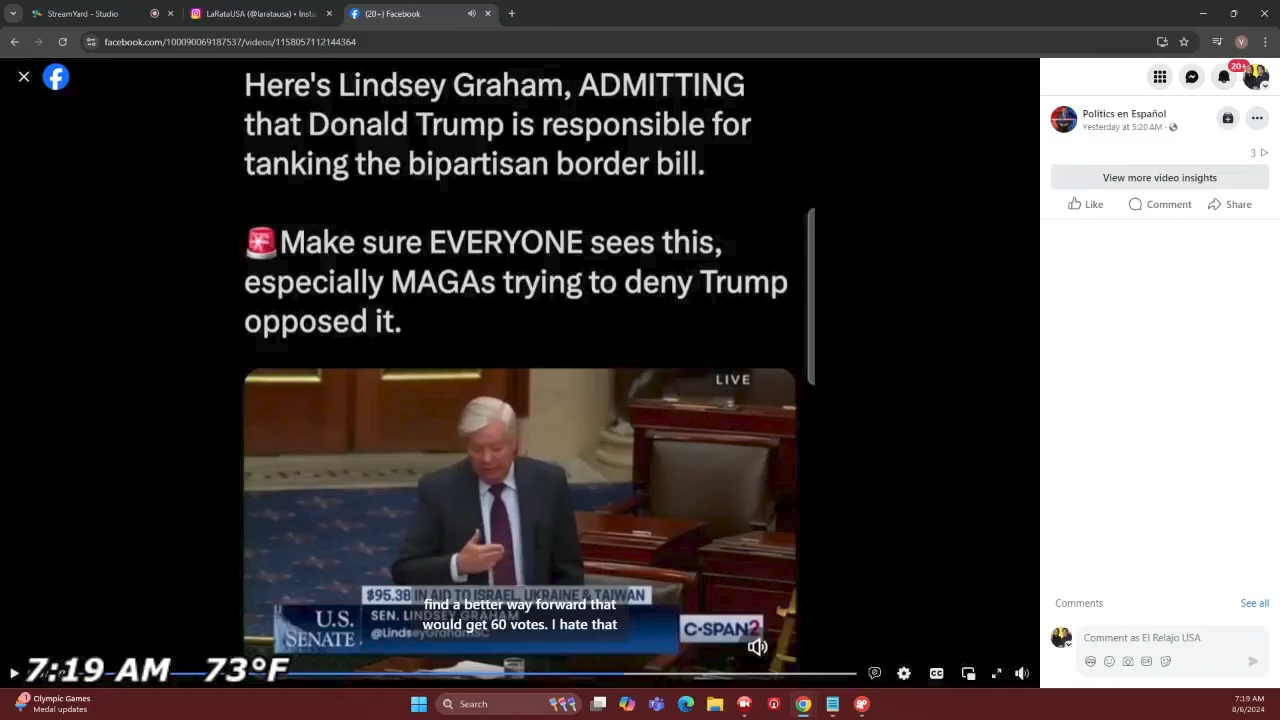 StreamYard - Studio
LaRataUSA (@laratausa) • Inst
(20+) Facebook
facebook.com/100090069187537/videos/1158057112144364
Here's Lindsey Graham, ADMITTING
that Donald Trump is responsible for
tanking the bipartisan border bill.
🚨Make sure EVERYONE sees this,
especially MAGAs trying to deny Trump
opposed it.
LIVE
$95.3B IN AID TO ISRAEL, UKRAINE & TAIWAN
find a better way forward that
U.S.
SENATE
SEN. LINDSEY GRAHAM
@LindseyGrahamSC
would get 60 votes. I hate that
C-SPAN2
7:19 AM 73°F
20+
Politics en Español
Yesterday at 5:20 AM ·
3
View more video insights
Like
Comment
Share
Comments
See all
Comment as El Relajo USA
1
Olympic Games
Medal updates
Search
7:19 AM
8/6/2024